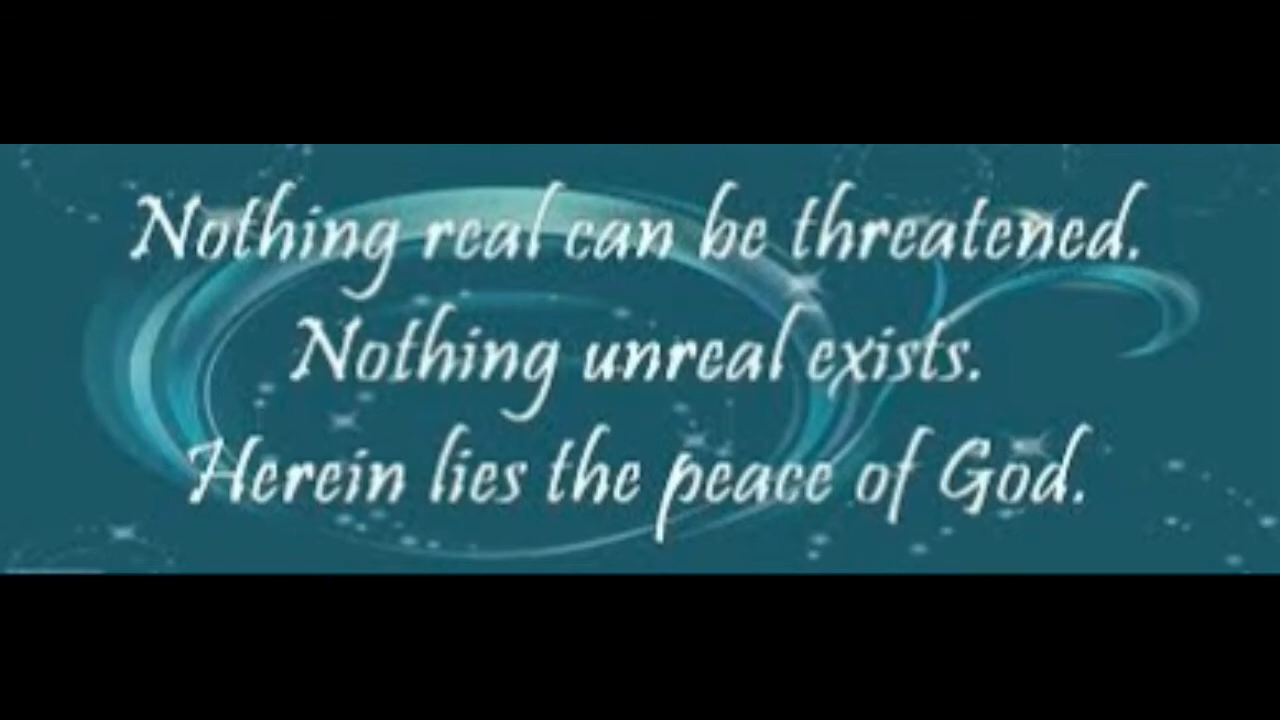 Nothing real can be threatened.
Nothing unreal exists.
Herein lies the peace of God.